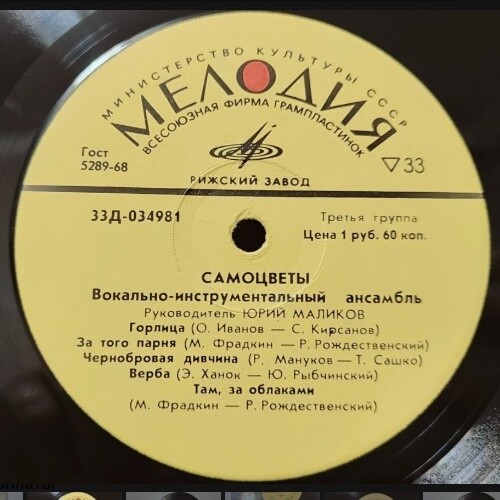 МИНИСТЕРСТВО КУЛЬТУРЫ СССР
МЕЛОДИЯ
ВСЕСОЮЗНАЯ ФИРМА ГРАМПЛАСТИНОК
Гост
5289-68
▽33
РИЖСКИЙ ЗАВОД
33Д-034981
Третья группа
Цена 1 руб. 60 коп.
САМОЦВЕТЫ
Вокально-инструментальный ансамбль
Руководитель ЮРИЙ МАЛИКОВ
Горлица (О. Иванов — С. Кирсанов)
За того парня (М. Фрадкин — Р. Рождественский)
Чернобровая дивчина (Р. Мануков — Т. Сашко)
Верба (Э. Ханок — Ю. Рыбчинский)
Там, за облаками
(М. Фрадкин — Р. Рождественский)